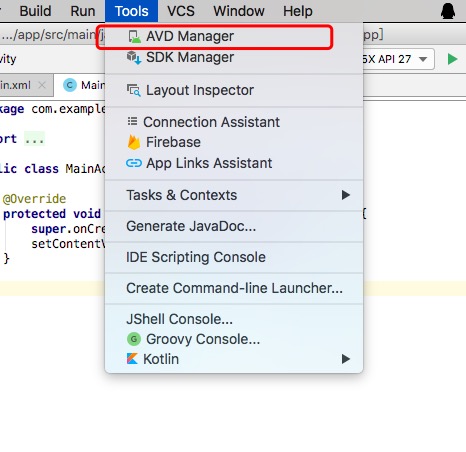 Build Run Tools VCS Window Help
.../app/src/main/j
AVD Manager
app]
SDK Manager
vity
5X API 27
Layout Inspector
in.xml
Main
Connection Assistant
kage com.example
Firebase
ort ...
App Links Assistant
blic class MainAc
Tasks & Contexts
@Override
protected void
{
Generate JavaDoc...
super.onCre
setContentV
}
IDE Scripting Console
Create Command-line Launcher...
JShell Console...
G Groovy Console...
Kotlin